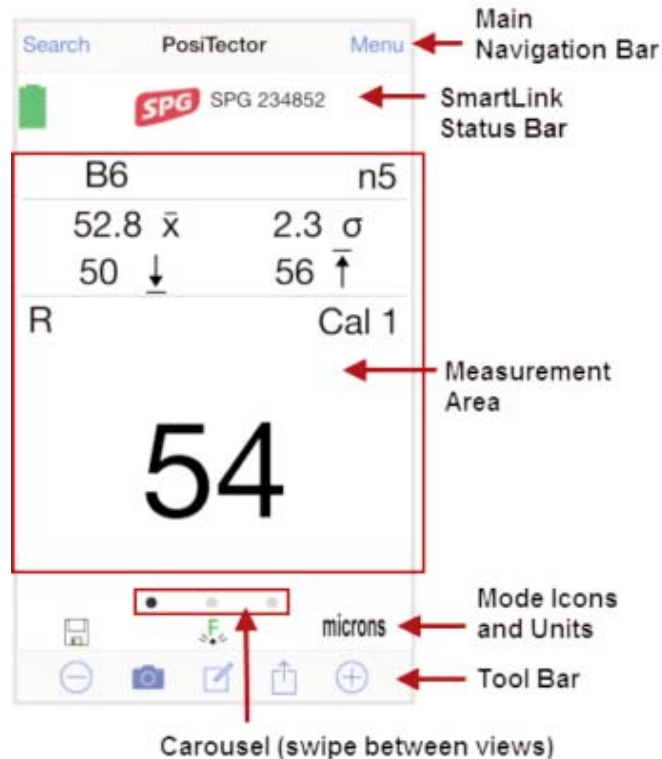 Main
Navigation Bar
Search PosiTector Menu
SPG SPG 234852
SmartLink
Status Bar
B6 n5
52.8 x̄ 2.3 σ
50 56
R Cal 1
Measurement
Area
54
Mode Icons
and Units
F microns
Tool Bar
Carousel (swipe between views)